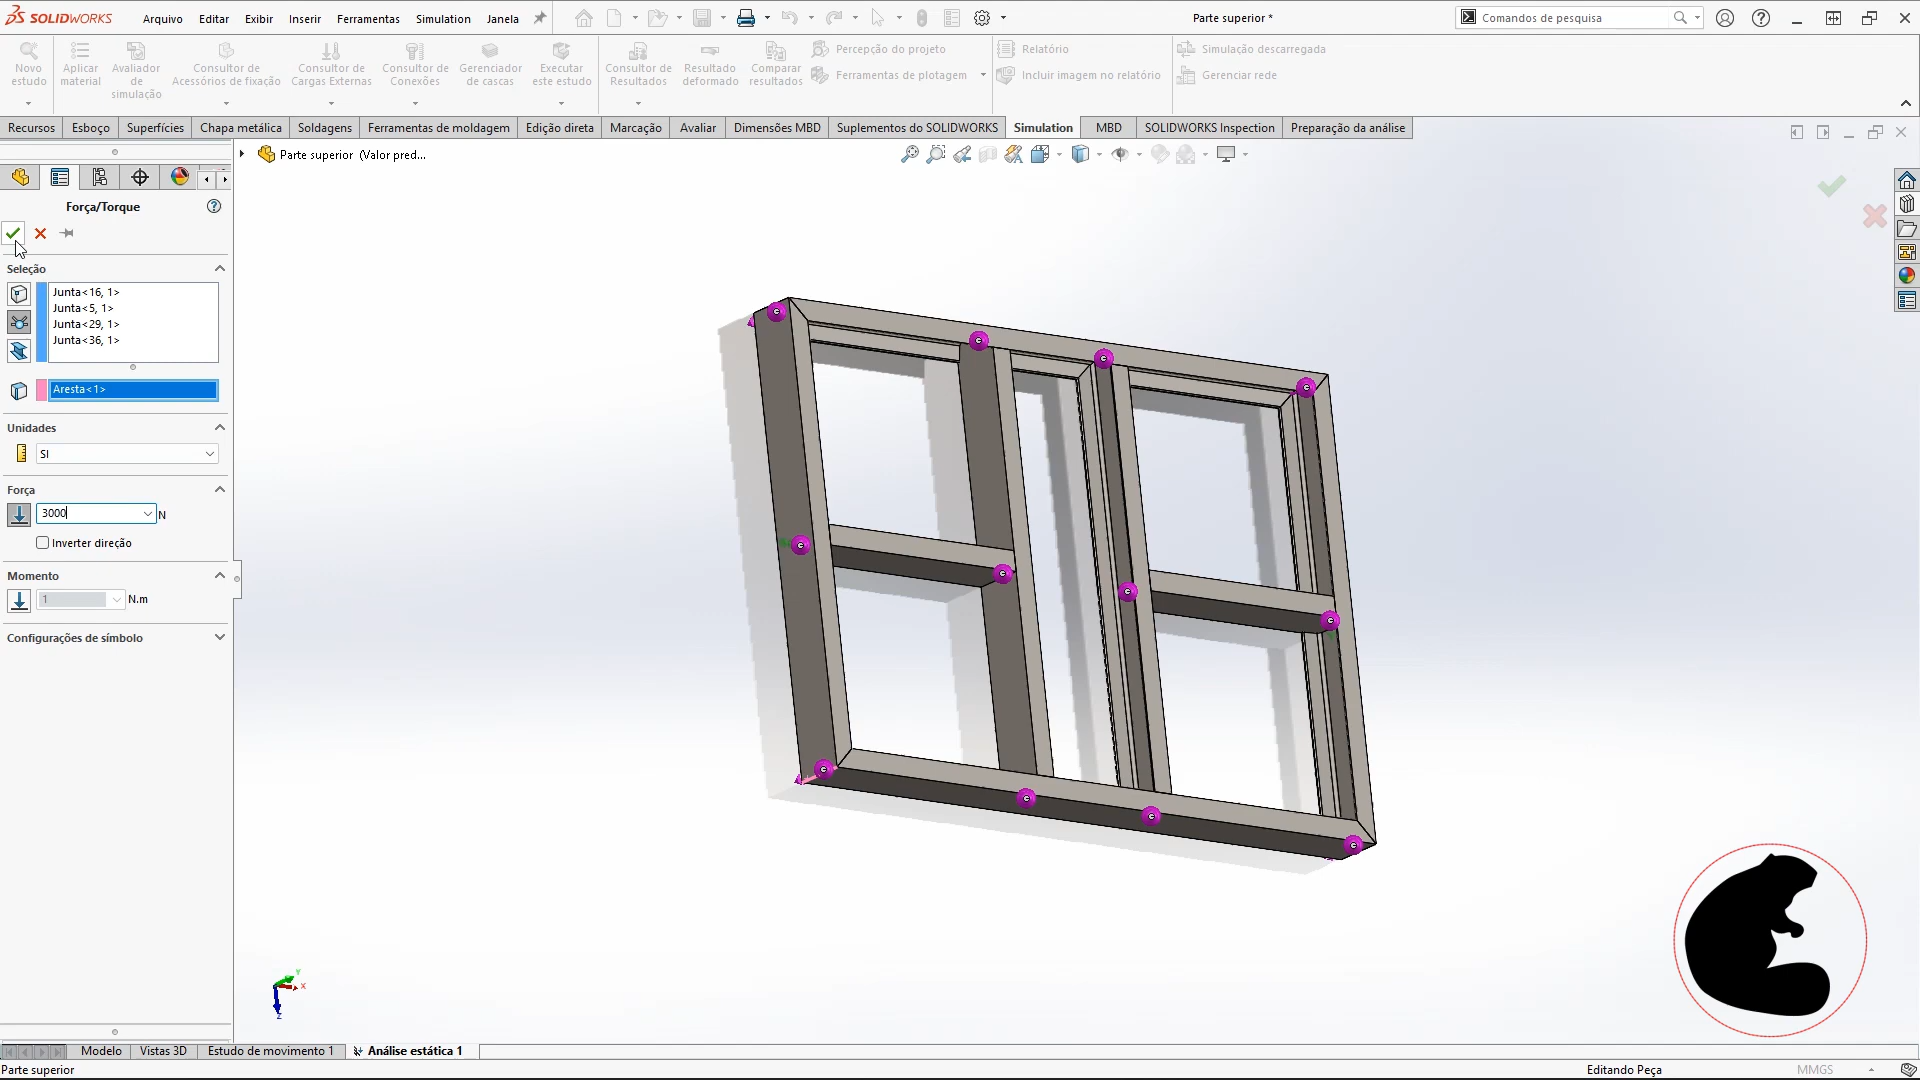 SOLIDWORKS
Arquivo Editar Exibir Inserir Ferramentas Simulation Janela
Parte superior *
Comandos de pesquisa
Novo estudo
Aplicar material
Avaliador de simulação
Consultor de Acessórios de fixação
Consultor de Cargas Externas
Consultor de Conexões
Gerenciador de cascas
Executar este estudo
Consultor de Resultados
Resultado deformado
Comparar resultados
Percepção do projeto
Ferramentas de plotagem
Relatório
Incluir imagem no relatório
Simulação descarregada
Gerenciar rede
Recursos Esboço Superfícies Chapa metálica Soldagens Ferramentas de moldagem Edição direta Marcação Avaliar Dimensões MBD Suplementos do SOLIDWORKS Simulation MBD SOLIDWORKS Inspection Preparação da análise
Parte superior (Valor pred...
Força/Torque
Seleção
Junta<16, 1>
Junta<5, 1>
Junta<29, 1>
Junta<36, 1>
Aresta<1>
Unidades
SI
Força
3000 N
Inverter direção
Momento
1 N.m
Configurações de símbolo
Y
X
Z
Modelo Vistas 3D Estudo de movimento 1 Análise estática 1
Parte superior
Editando Peça
MMGS